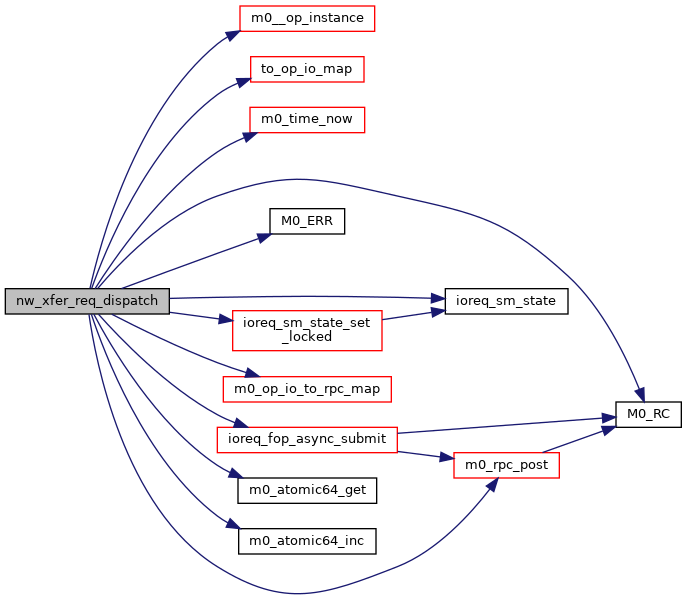 m0__op_instance
to_op_io_map
m0_time_now
M0_ERR
nw_xfer_req_dispatch
ioreq_sm_state
ioreq_sm_state_set
_locked
m0_op_io_to_rpc_map
M0_RC
ioreq_fop_async_submit
m0_rpc_post
m0_atomic64_get
m0_atomic64_inc